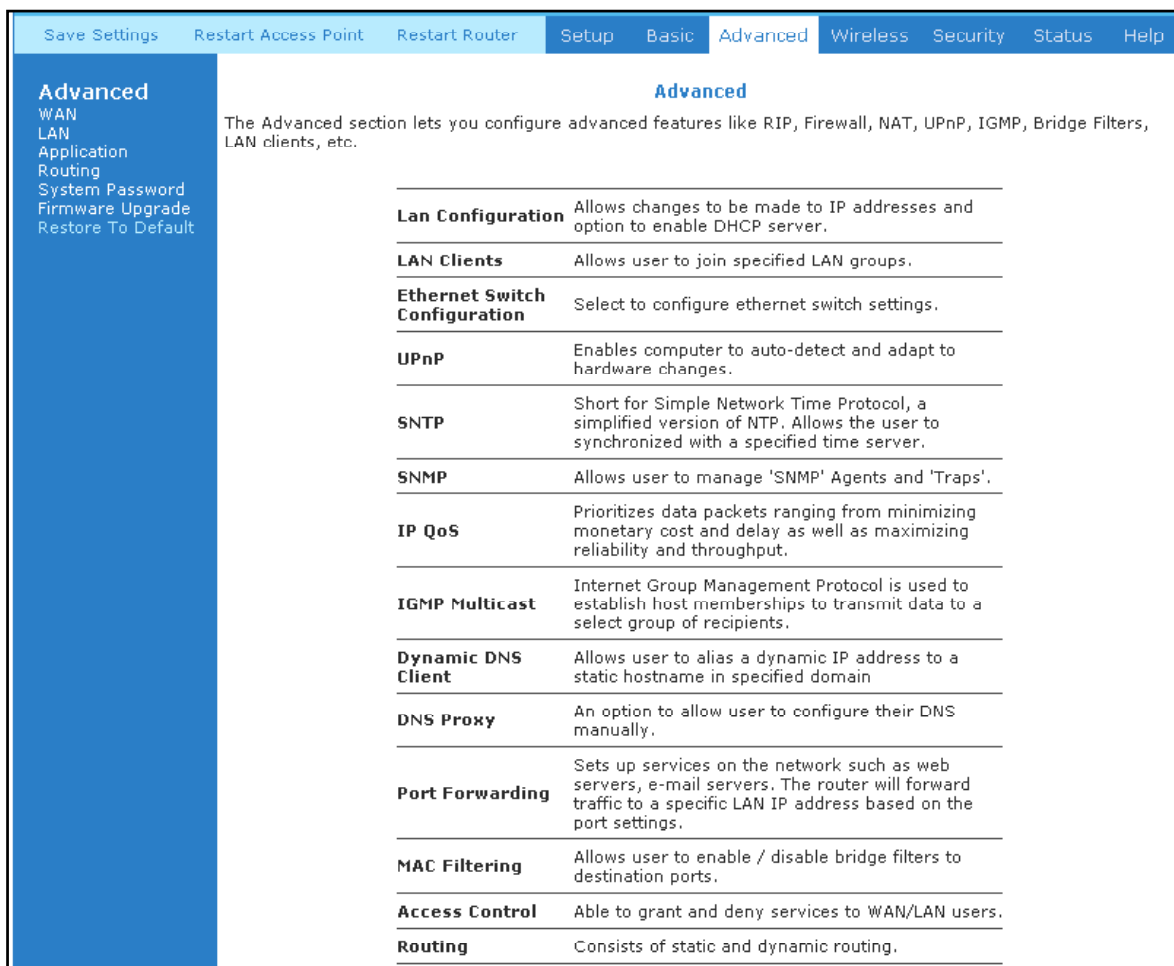 Save Settings Restart Access Point Restart Router Setup Basic Advanced Wireless Security Status Help
Advanced
WAN
LAN
Application
Routing
System Password
Firmware Upgrade
Restore To Default
Advanced
The Advanced section lets you configure advanced features like RIP, Firewall, NAT, UPnP, IGMP, Bridge Filters,
LAN clients, etc.
Lan Configuration
Allows changes to be made to IP addresses and
option to enable DHCP server.
LAN Clients
Allows user to join specified LAN groups.
Ethernet Switch
Configuration
Select to configure ethernet switch settings.
UPnP
Enables computer to auto-detect and adapt to
hardware changes.
SNTP
Short for Simple Network Time Protocol, a
simplified version of NTP. Allows the user to
synchronized with a specified time server.
SNMP
Allows user to manage 'SNMP' Agents and 'Traps'.
IP QoS
Prioritizes data packets ranging from minimizing
monetary cost and delay as well as maximizing
reliability and throughput.
IGMP Multicast
Internet Group Management Protocol is used to
establish host memberships to transmit data to a
select group of recipients.
Dynamic DNS
Client
Allows user to alias a dynamic IP address to a
static hostname in specified domain
DNS Proxy
An option to allow user to configure their DNS
manually.
Port Forwarding
Sets up services on the network such as web
servers, e-mail servers. The router will forward
traffic to a specific LAN IP address based on the
port settings.
MAC Filtering
Allows user to enable / disable bridge filters to
destination ports.
Access Control
Able to grant and deny services to WAN/LAN users.
Routing
Consists of static and dynamic routing.